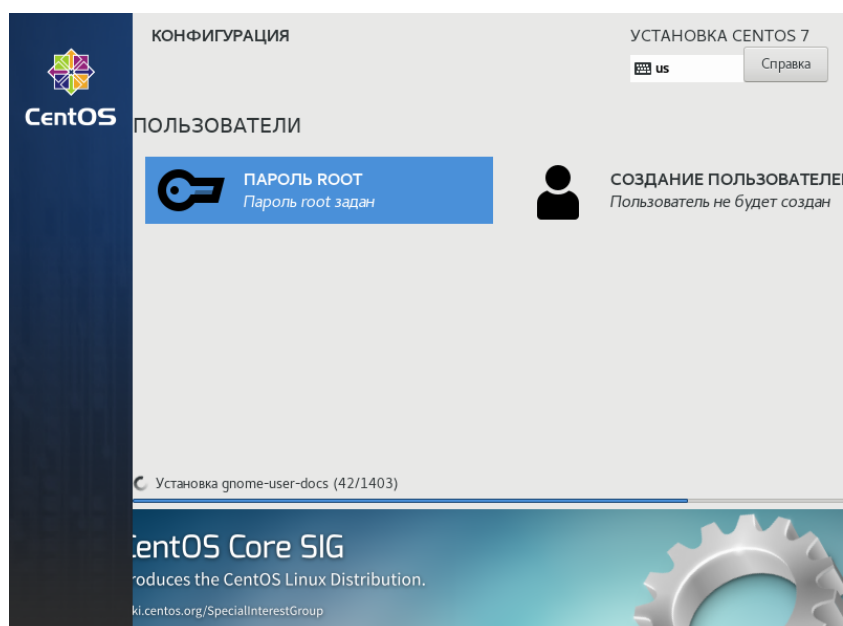 КОНФИГУРАЦИЯ
УСТАНОВКА CENTOS 7
us
Справка
CentOS
ПОЛЬЗОВАТЕЛИ
ПАРОЛЬ ROOT
Пароль root задан
СОЗДАНИЕ ПОЛЬЗОВАТЕЛЕ
Пользователь не будет создан
Установка gnome-user-docs (42/1403)
CentOS Core SIG
roduces the CentOS Linux Distribution.
ki.centos.org/SpecialInterestGroup